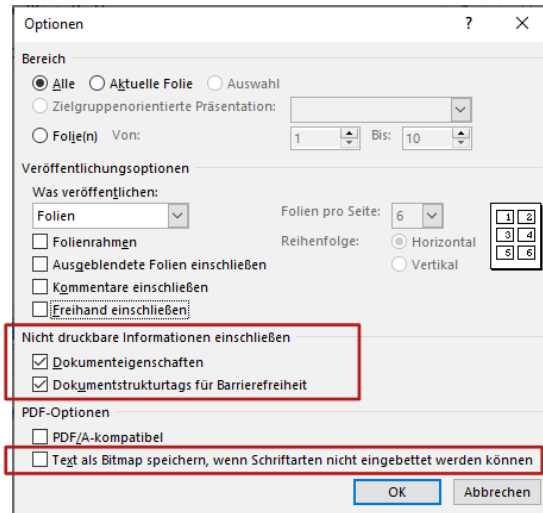 Optionen ? ×
Bereich
Alle Aktuelle Folie Auswahl
Zielgruppenorientierte Präsentation:
Folie(n) Von: 1 Bis: 10
Veröffentlichungsoptionen
Was veröffentlichen:
Folien Folien pro Seite: 6
Folienrahmen Reihenfolge: Horizontal
Ausgeblendete Folien einschließen Vertikal
1 2
3 4
5 6
Kommentare einschließen
Freihand einschließen
Nicht druckbare Informationen einschließen
Dokumenteigenschaften
Dokumentstrukturtags für Barrierefreiheit
PDF-Optionen
PDF/A-kompatibel
Text als Bitmap speichern, wenn Schriftarten nicht eingebettet werden können
OK Abbrechen